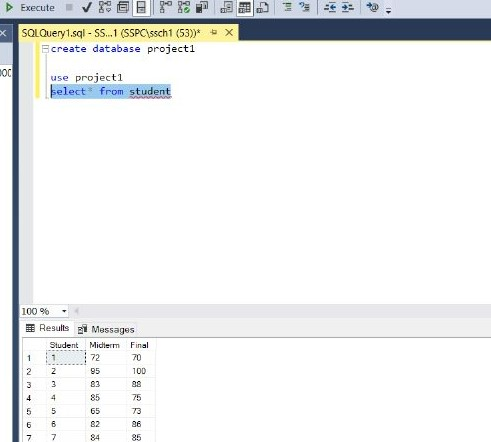 Execute
SQLQuery1.sql - SS...1 (SSPC\ssch1 (53))*
create database project1
use project1
select* from student
100 %
Results Messages
Student Midterm Final
1 1 72 70
2 2 95 100
3 3 83 88
4 4 85 75
5 5 65 73
6 6 82 86
7 7 84 85